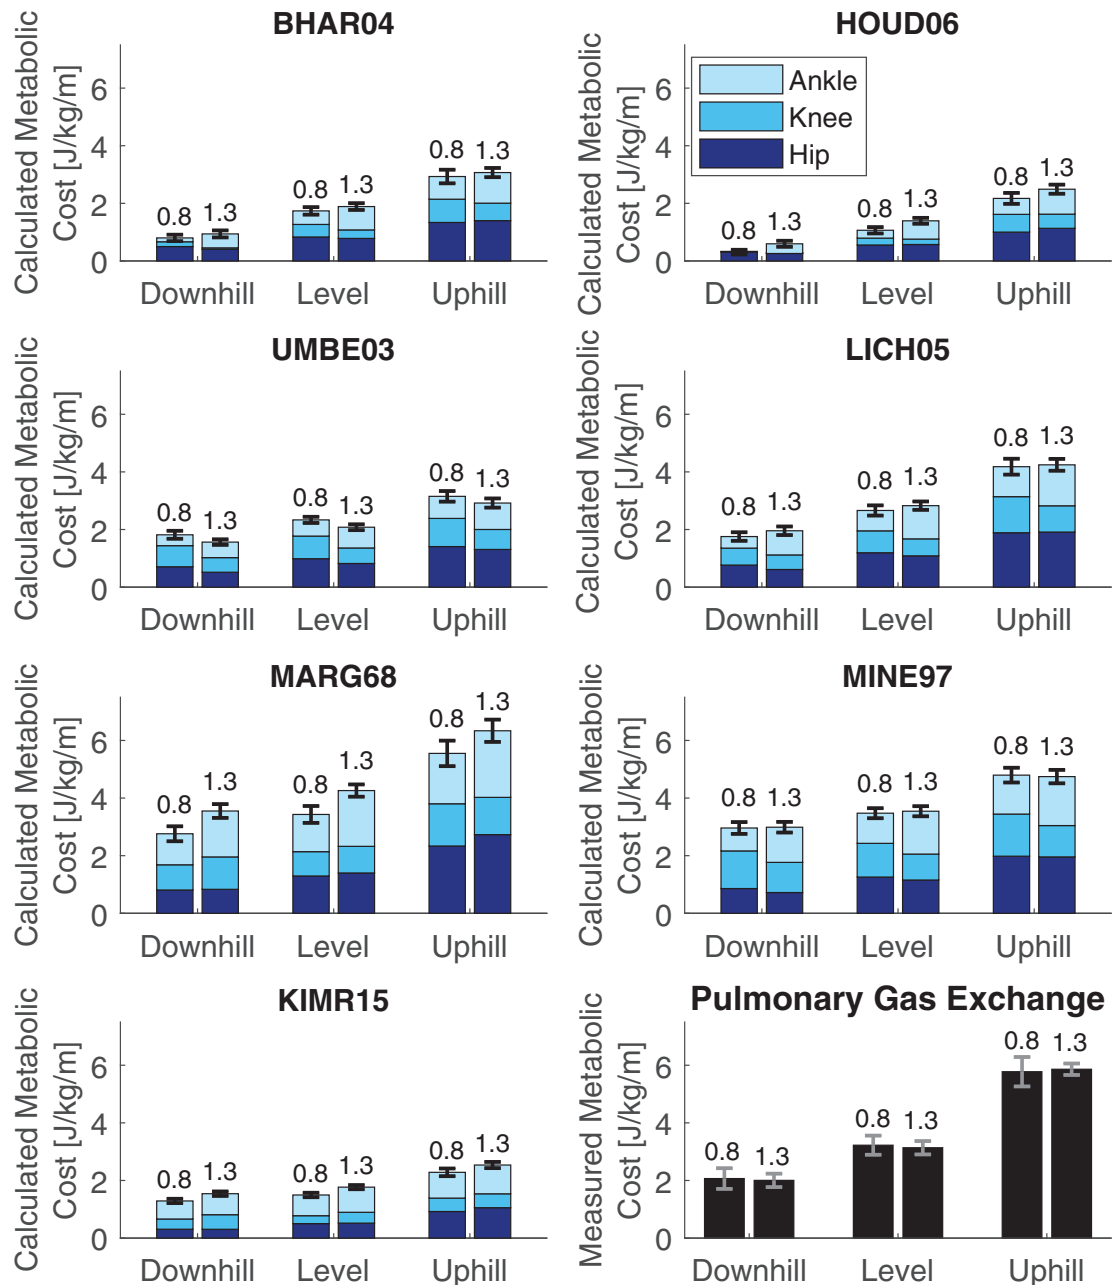 BHAR04
Calculated Metabolic
Cost [J/kg/m]
6
4
2
0
0.8
1.3
0.8
1.3
0.8
1.3
Downhill
Level
Uphill
HOUD06
Calculated Metabolic
Cost [J/kg/m]
6
4
2
0
Ankle
Knee
Hip
0.8
1.3
0.8
1.3
0.8
1.3
Downhill
Level
Uphill
UMBE03
Calculated Metabolic
Cost [J/kg/m]
6
4
2
0
0.8
1.3
0.8
1.3
0.8
1.3
Downhill
Level
Uphill
LICH05
Calculated Metabolic
Cost [J/kg/m]
6
4
2
0
0.8
1.3
0.8
1.3
0.8
1.3
Downhill
Level
Uphill
MARG68
Calculated Metabolic
Cost [J/kg/m]
6
4
2
0
0.8
1.3
0.8
1.3
0.8
1.3
Downhill
Level
Uphill
MINE97
Calculated Metabolic
Cost [J/kg/m]
6
4
2
0
0.8
1.3
0.8
1.3
0.8
1.3
Downhill
Level
Uphill
KIMR15
Calculated Metabolic
Cost [J/kg/m]
6
4
2
0
0.8
1.3
0.8
1.3
0.8
1.3
Downhill
Level
Uphill
Pulmonary Gas Exchange
Measured Metabolic
Cost [J/kg/m]
6
4
2
0
0.8
1.3
0.8
1.3
0.8
1.3
Downhill
Level
Uphill